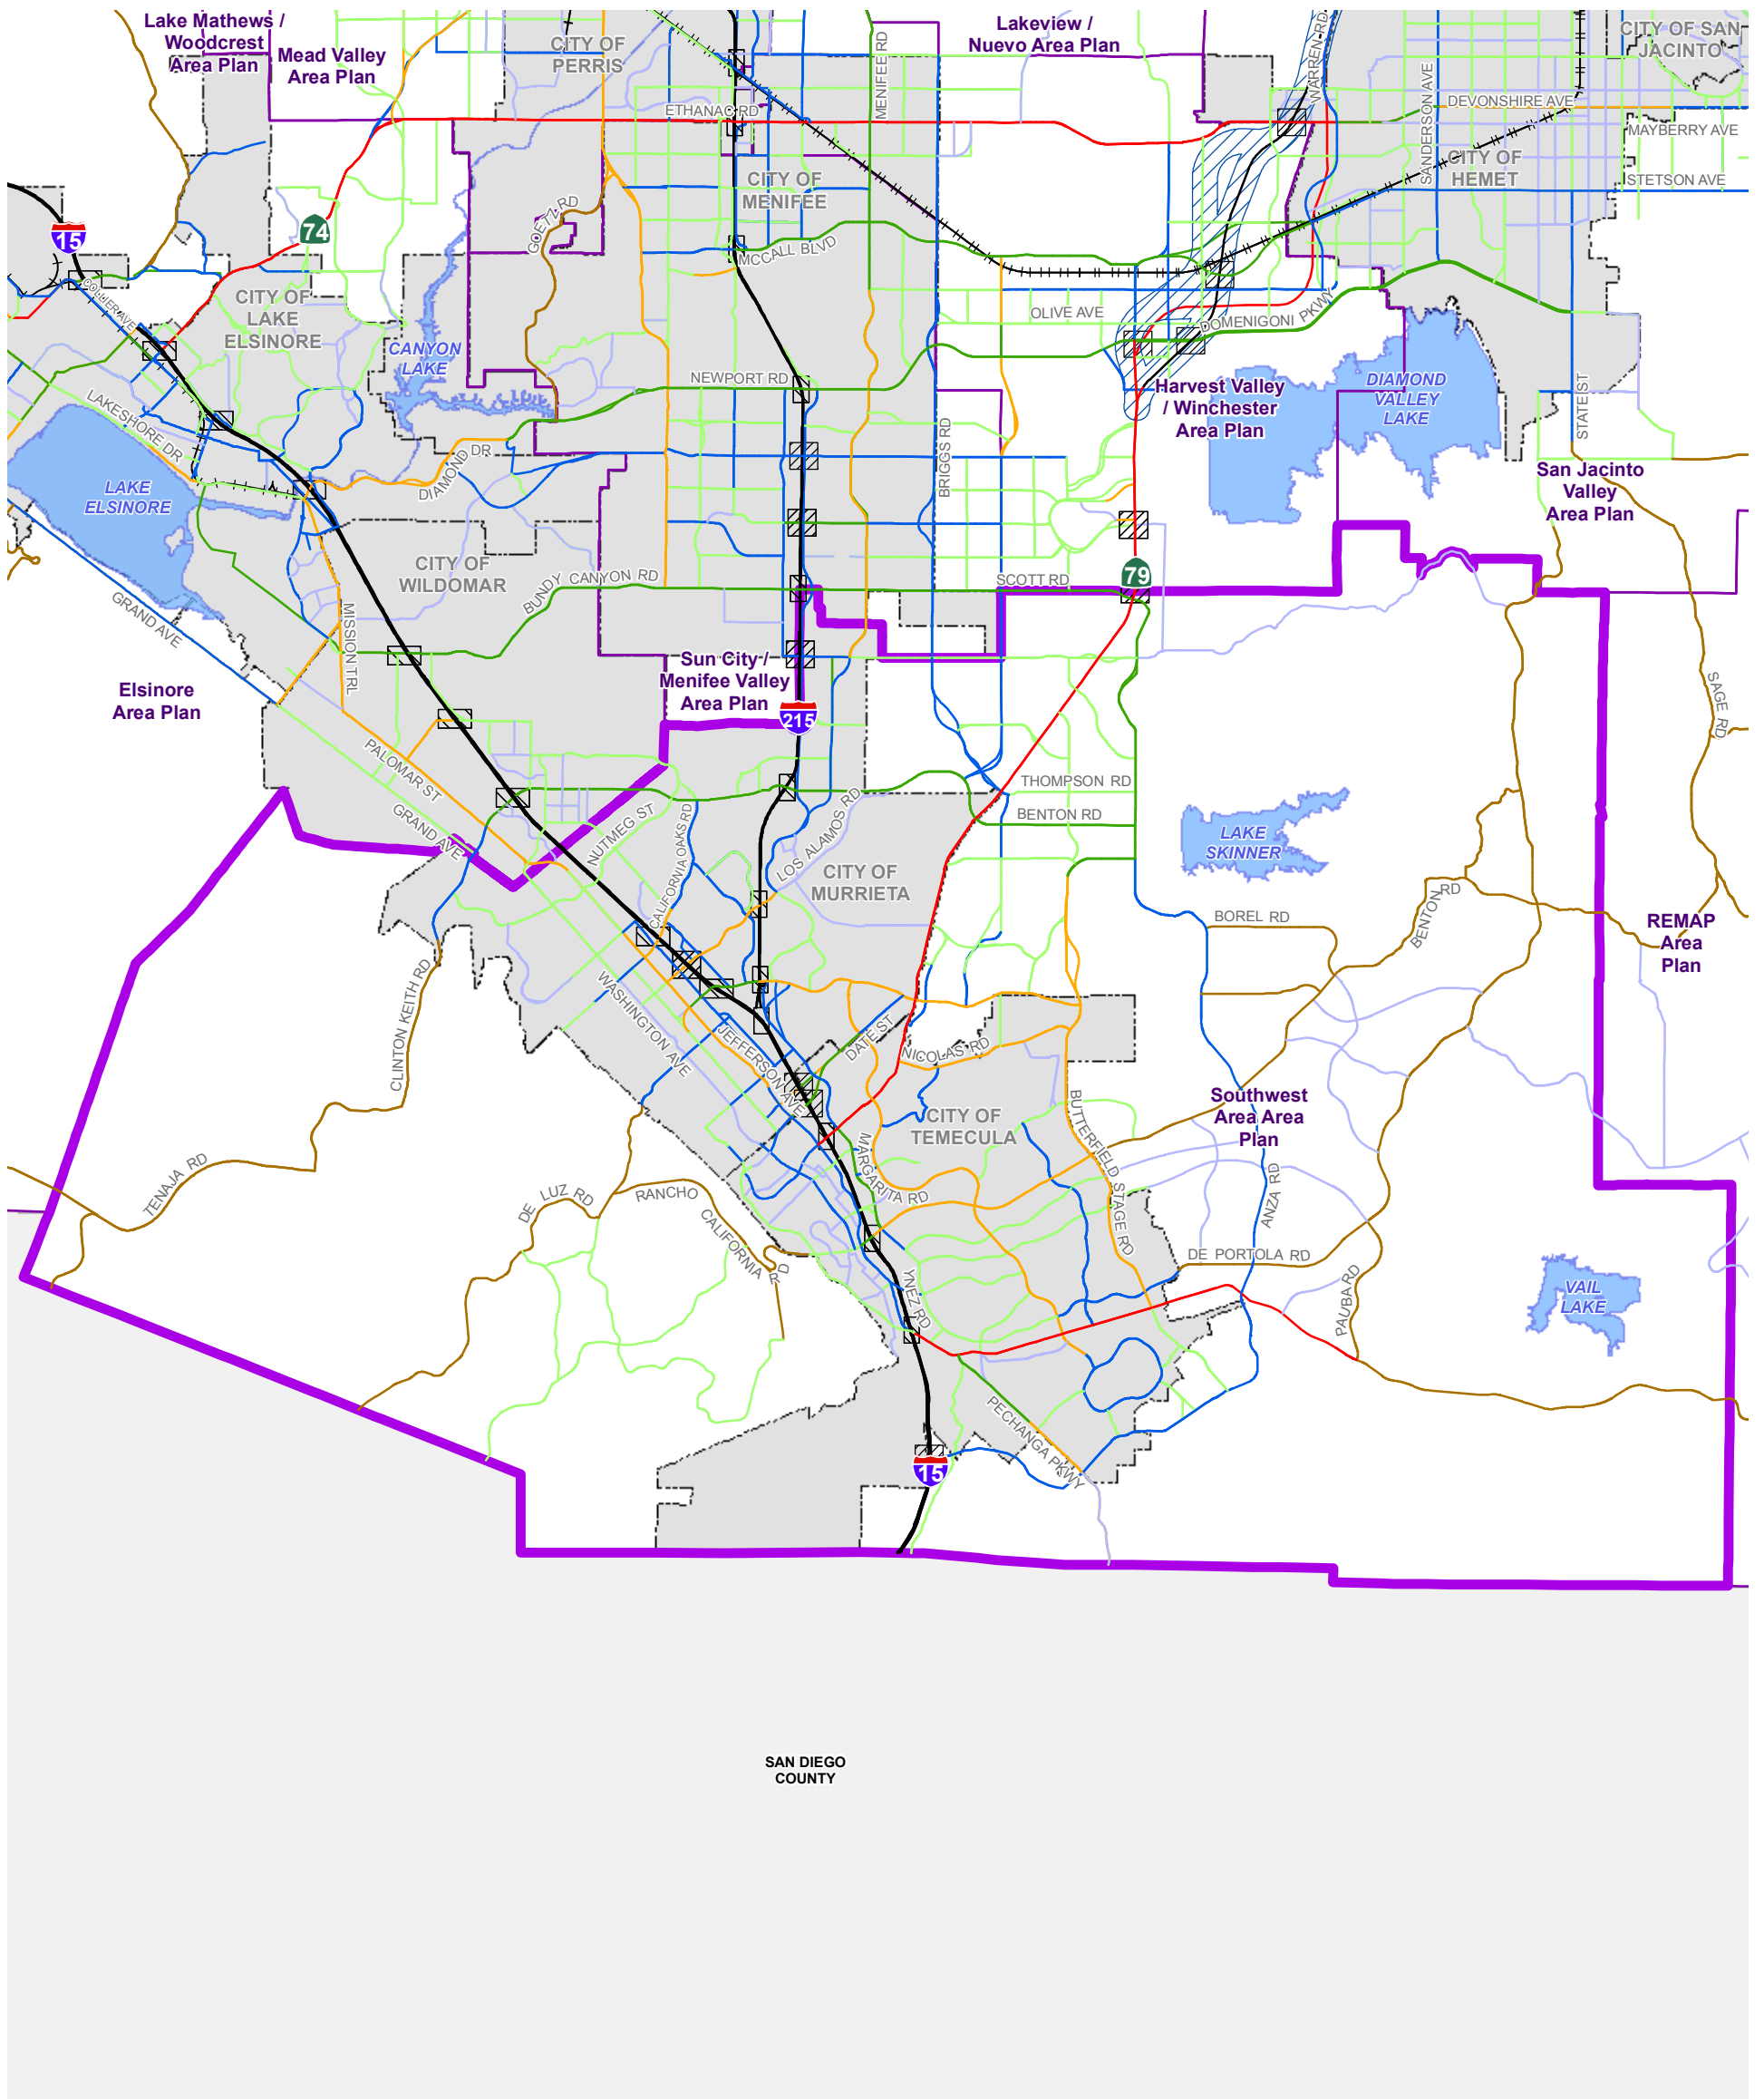 Lake Mathews /
Woodcrest
Area Plan
Mead Valley
Area Plan
CITY OF
PERRIS
MENIFEE RD
Lakeview /
Nuevo Area Plan
WARREN RD
CITY OF SAN
JACINTO
ETHANAC RD
SANDERSON AVE
DEVONSHIRE AVE
MAYBERRY AVE
CITY OF
HEMET
STETSON AVE
CITY OF
MENIFEE
GOETZ RD
MCCALL BLVD
15
74
COLLIER AVE
CITY OF
LAKE
ELSINORE
CANYON
LAKE
OLIVE AVE
DOMENIGONI PKWY
NEWPORT RD
Harvest Valley
/ Winchester
Area Plan
DIAMOND
VALLEY
LAKE
STATE ST
LAKESHORE DR
DIAMOND DR
BRIGGS RD
San Jacinto
Valley
Area Plan
LAKE
ELSINORE
CITY OF
WILDOMAR
BUNDY CANYON RD
SCOTT RD
79
GRAND AVE
MISSION TRL
Elsinore
Area Plan
Sun City /
Menifee Valley
Area Plan
215
SAGE RD
PALOMAR ST
GRAND AVE
NUTMEG ST
CALIFORNIA OAKS RD
LOS ALAMOS RD
THOMPSON RD
BENTON RD
CITY OF
MURRIETA
LAKE
SKINNER
BOREL RD
BENTON RD
REMAP
Area
Plan
CLINTON KEITH RD
WASHINGTON AVE
JEFFERSON AVE
DATE ST
NICOLAS RD
CITY OF
TEMECULA
BUTTERFIELD STAGE RD
Southwest
Area Area
Plan
TENAJA RD
DE LUZ RD
RANCHO
CALIFORNIA RD
MARGARITA RD
ANZA RD
DE PORTOLA RD
YNEZ RD
PAUBA RD
VAIL
LAKE
PECHANGA PKWY
15
SAN DIEGO
COUNTY